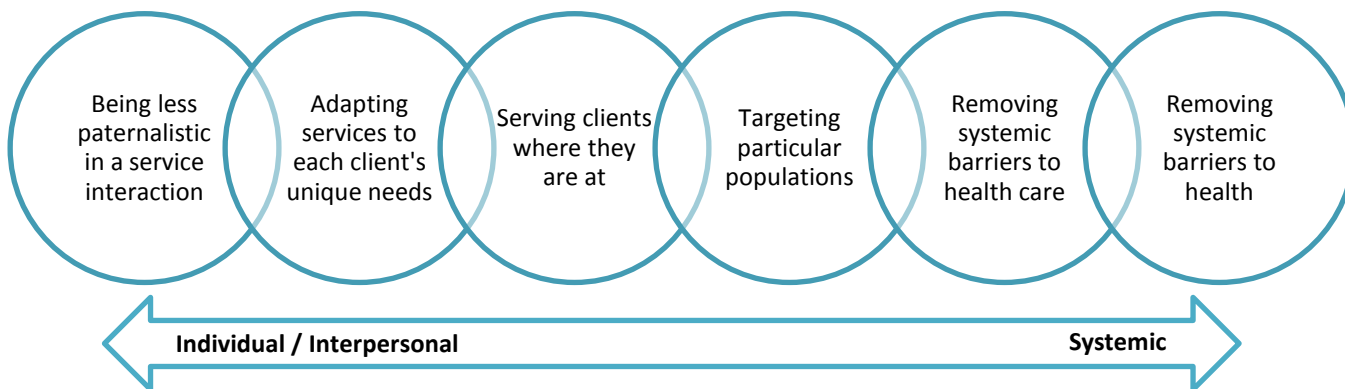 Being less
paternalistic
in a service
interaction
Adapting
services to
each client's
unique needs
Serving clients
where they
are at
Targeting
particular
populations
Removing
systemic
barriers to
health care
Removing
systemic
barriers to
health
Individual / Interpersonal
Systemic